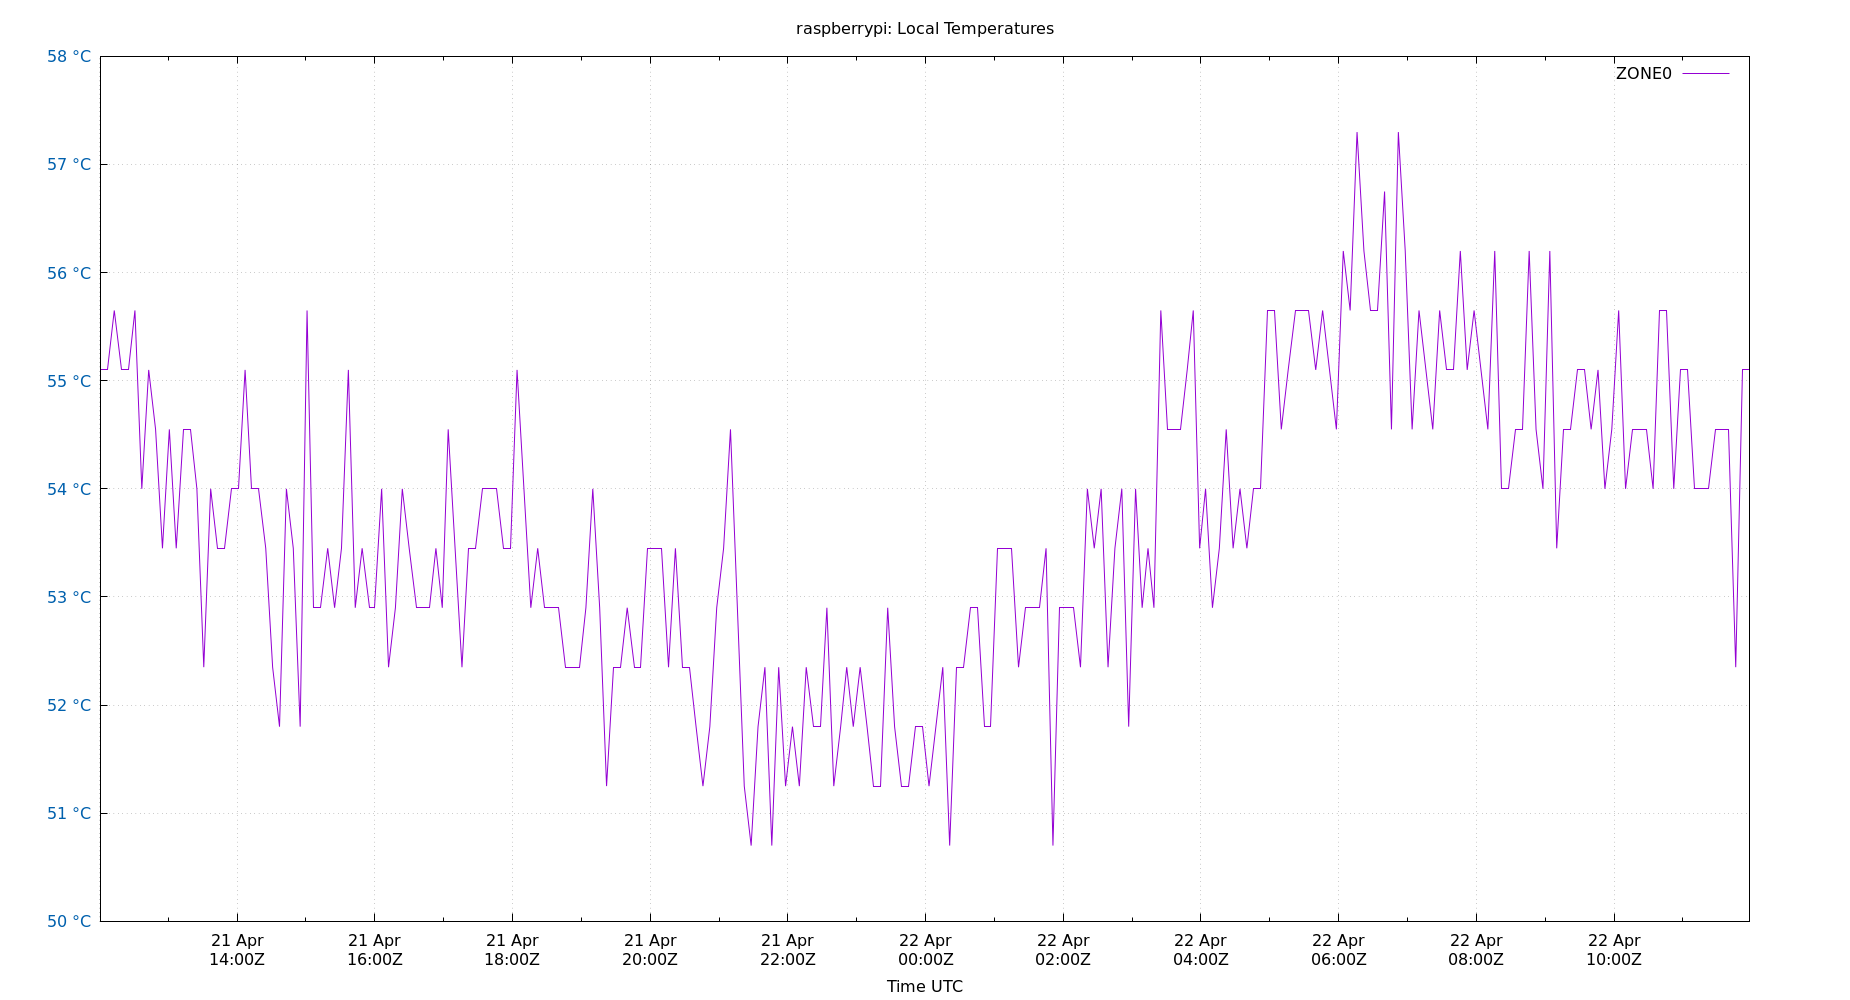 raspberrypi: Local Temperatures
58 °C
ZONE0
57 °C
56 °C
55 °C
54 °C
53 °C
52 °C
51 °C
50 °C
21 Apr 21 Apr 21 Apr 21 Apr 21 Apr 22 Apr 22 Apr 22 Apr 22 Apr 22 Apr 22 Apr
14:00Z 16:00Z 18:00Z 20:00Z 22:00Z 00:00Z 02:00Z 04:00Z 06:00Z 08:00Z 10:00Z
Time UTC